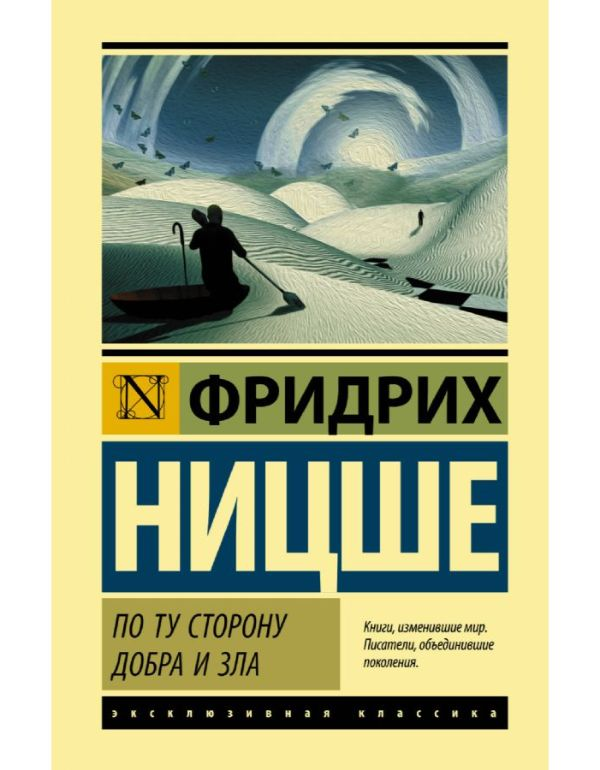 N ФРИДРИХ
НИЦШЕ
ПО ТУ СТОРОНУ
ДОБРА И ЗЛА
Книги, изменившие мир.
Писатели, объединившие
поколения.
эксклюзивная классика